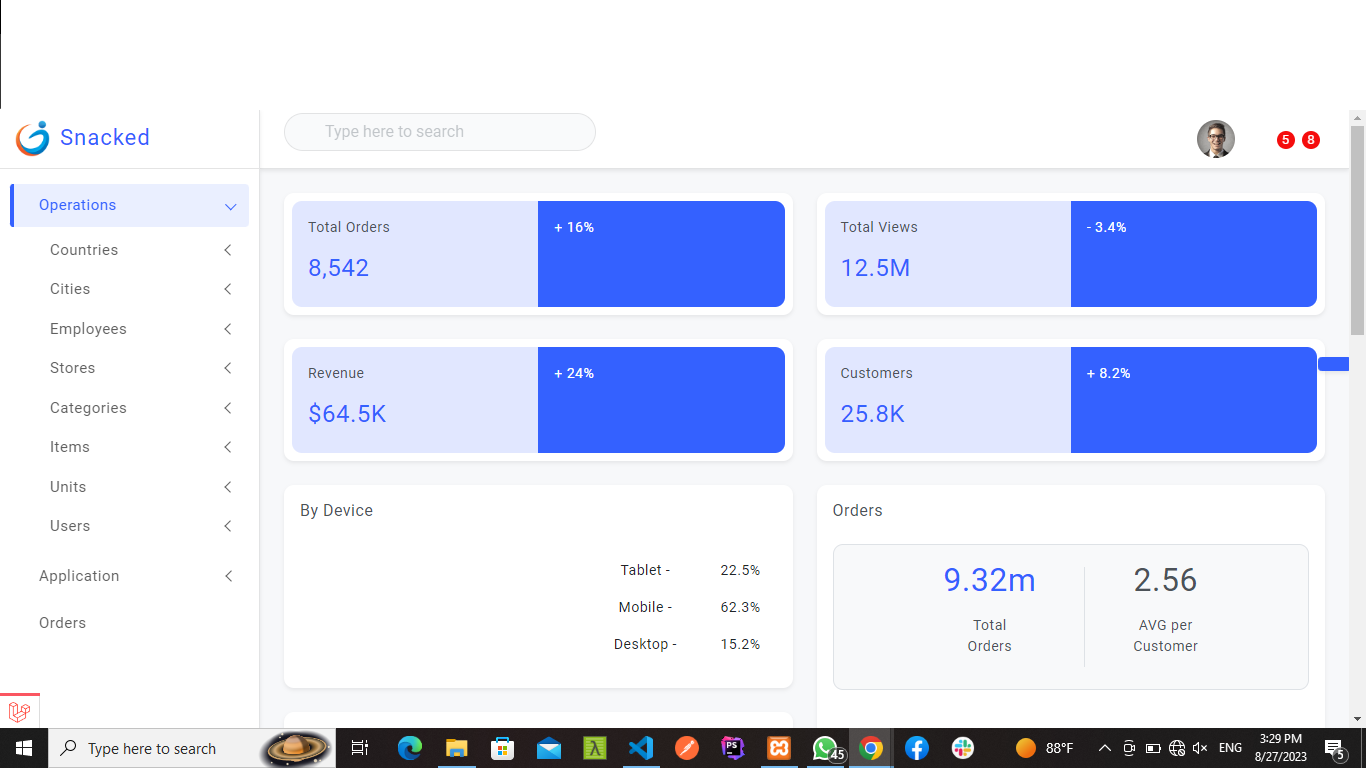 Snacked
Type here to search
5 8
Operations
Countries
Cities
Employees
Stores
Categories
Items
Units
Users
Application
Orders
Total Orders
8,542
+ 16%
Total Views
12.5M
- 3.4%
Revenue
$64.5K
+ 24%
Customers
25.8K
+ 8.2%
By Device
Tablet - 22.5%
Mobile - 62.3%
Desktop - 15.2%
Orders
9.32m
Total
Orders
2.56
AVG per
Customer
Type here to search
λ
PS
45
88°F
ENG
3:29 PM
8/27/2023
5